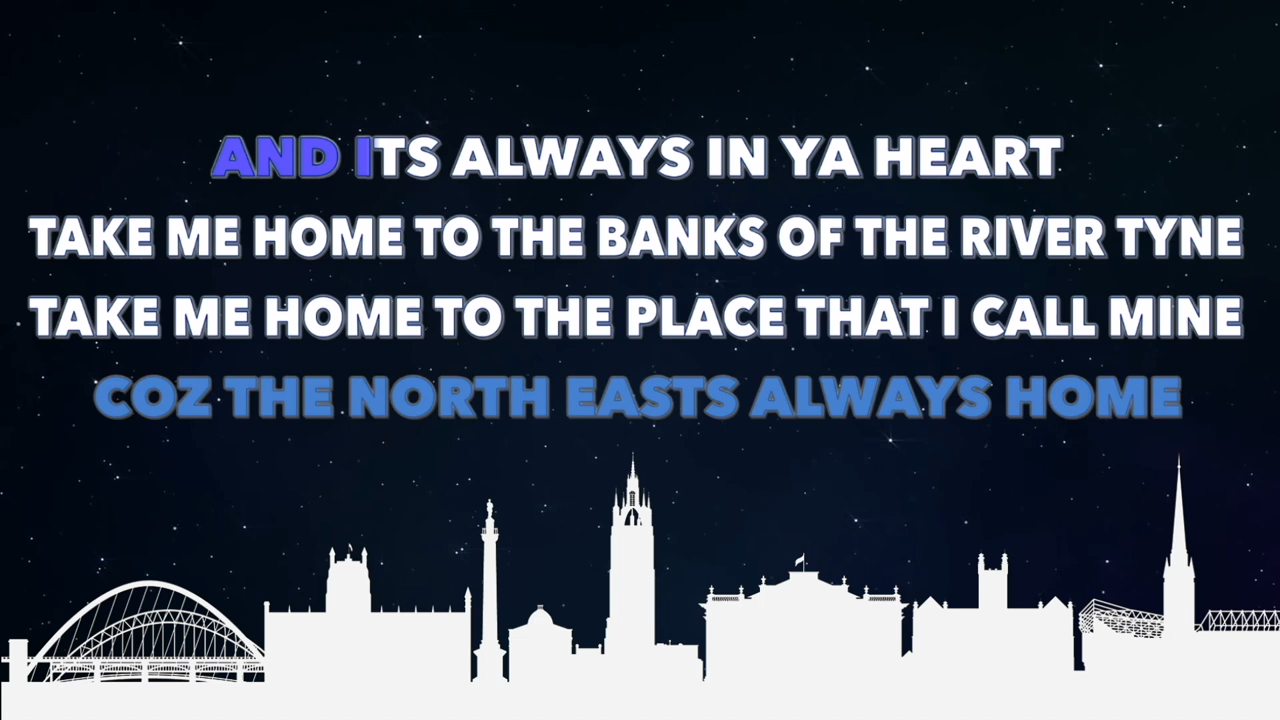 AND ITS ALWAYS IN YA HEART
TAKE ME HOME TO THE BANKS OF THE RIVER TYNE
TAKE ME HOME TO THE PLACE THAT I CALL MINE
COZ THE NORTH EASTS ALWAYS HOME